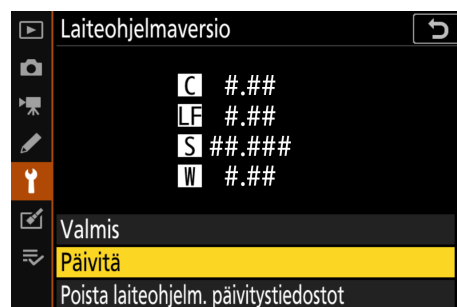 Laiteohjelmaversio
C #.##
LF #.##
S ##.###
W #.##
Valmis
Päivitä
Poista laiteohjelm. päivitystiedostot